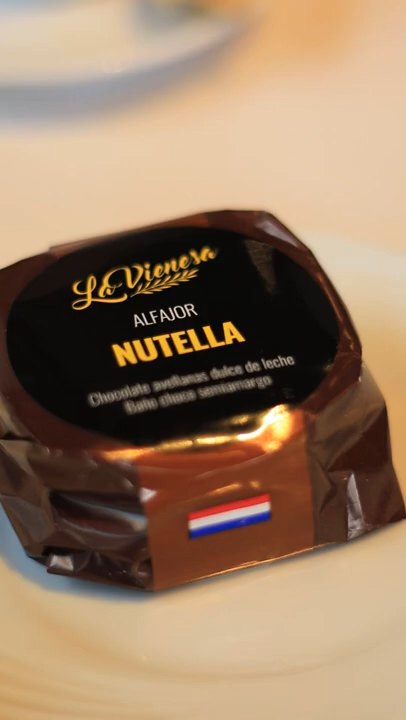 La Vienesa
ALFAJOR
NUTELLA
Chocolate avellanas dulce de leche
Baño choco semiamargo